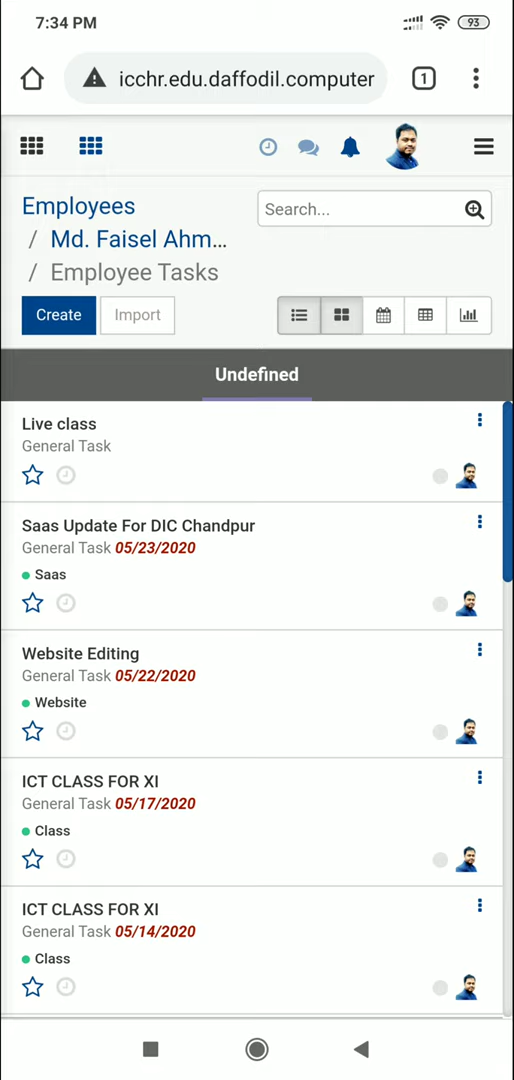 7:34 PM
93
icchr.edu.daffodil.computer
1
Employees
/ Md. Faisel Ahm...
/ Employee Tasks
Search...
Create
Import
Undefined
Live class
General Task
Saas Update For DIC Chandpur
General Task 05/23/2020
Saas
Website Editing
General Task 05/22/2020
Website
ICT CLASS FOR XI
General Task 05/17/2020
Class
ICT CLASS FOR XI
General Task 05/14/2020
Class